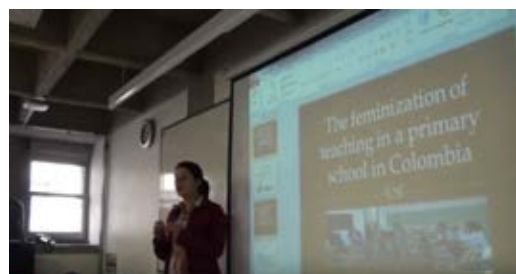 The feminization of
teaching in a primary
school in Colombia